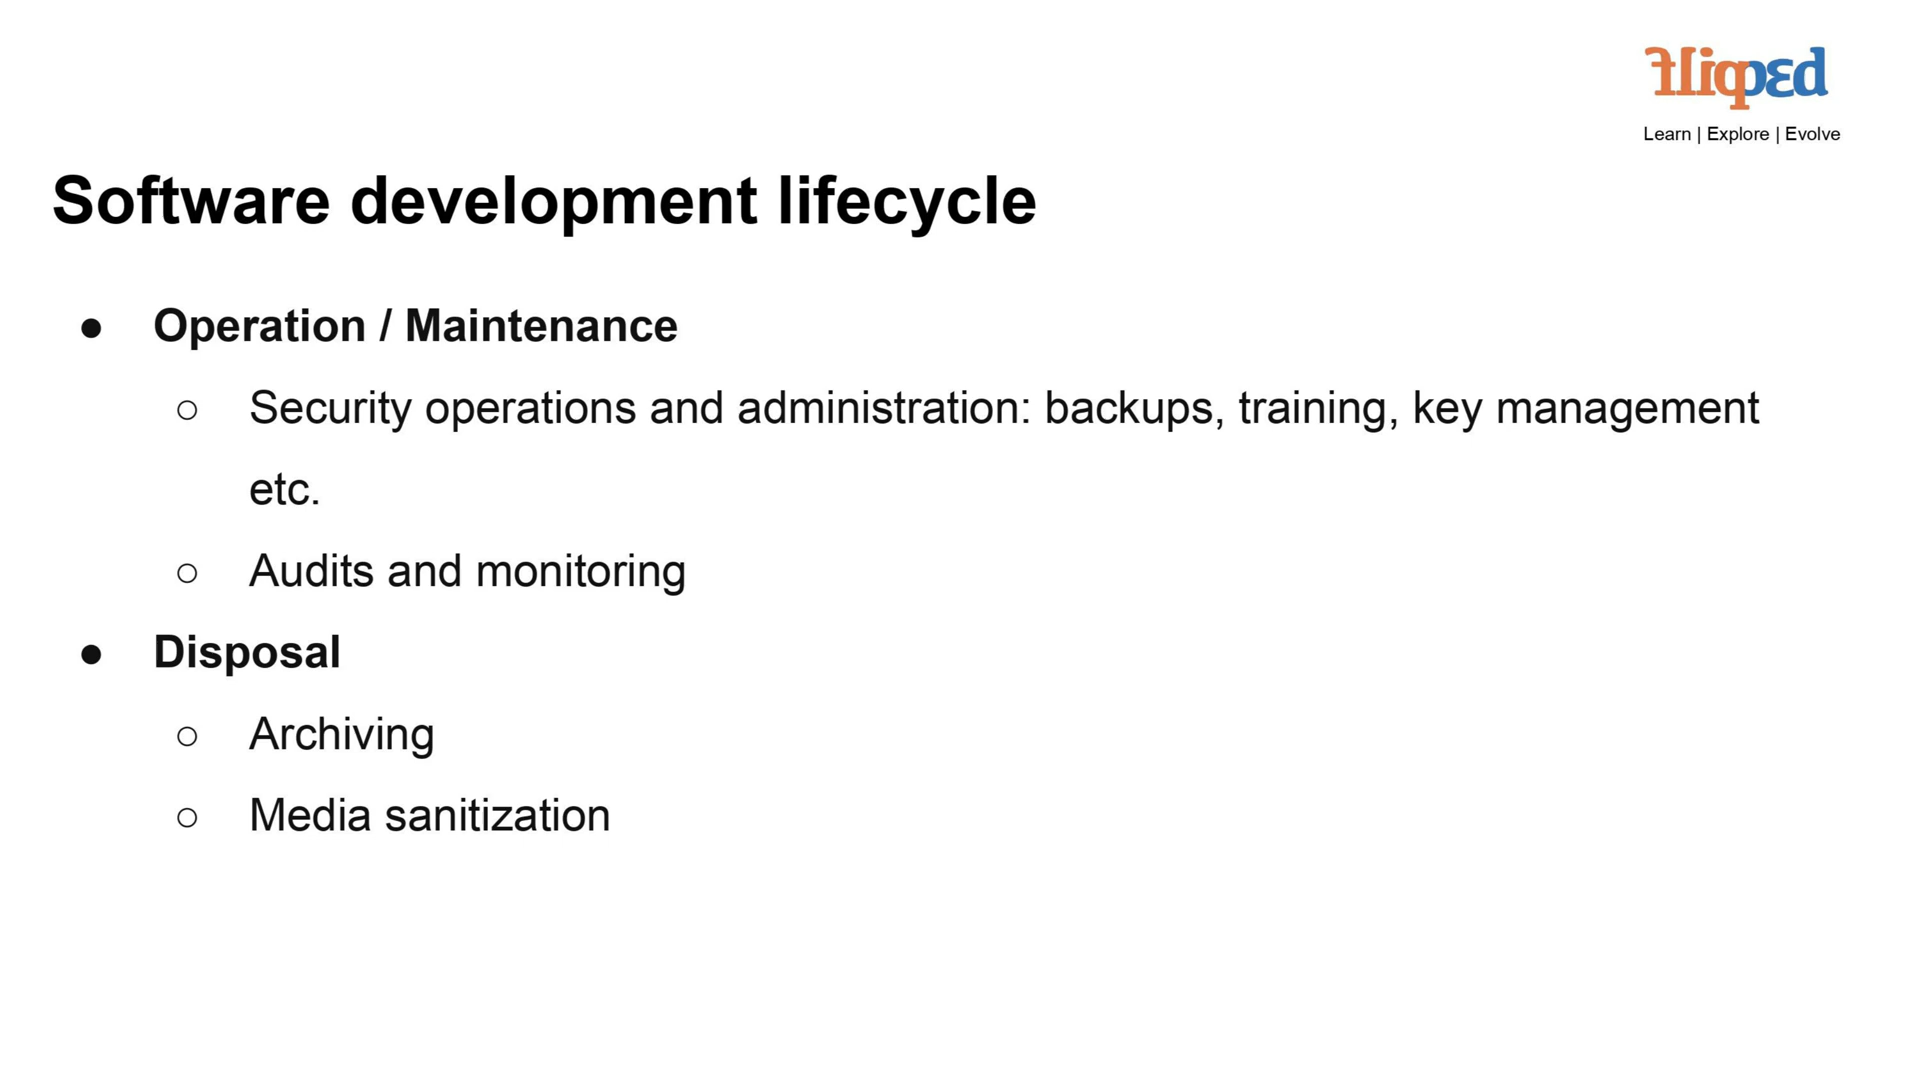 fliqped
Learn | Explore | Evolve
Software development lifecycle
● Operation / Maintenance
○ Security operations and administration: backups, training, key management
etc.
○ Audits and monitoring
● Disposal
○ Archiving
○ Media sanitization